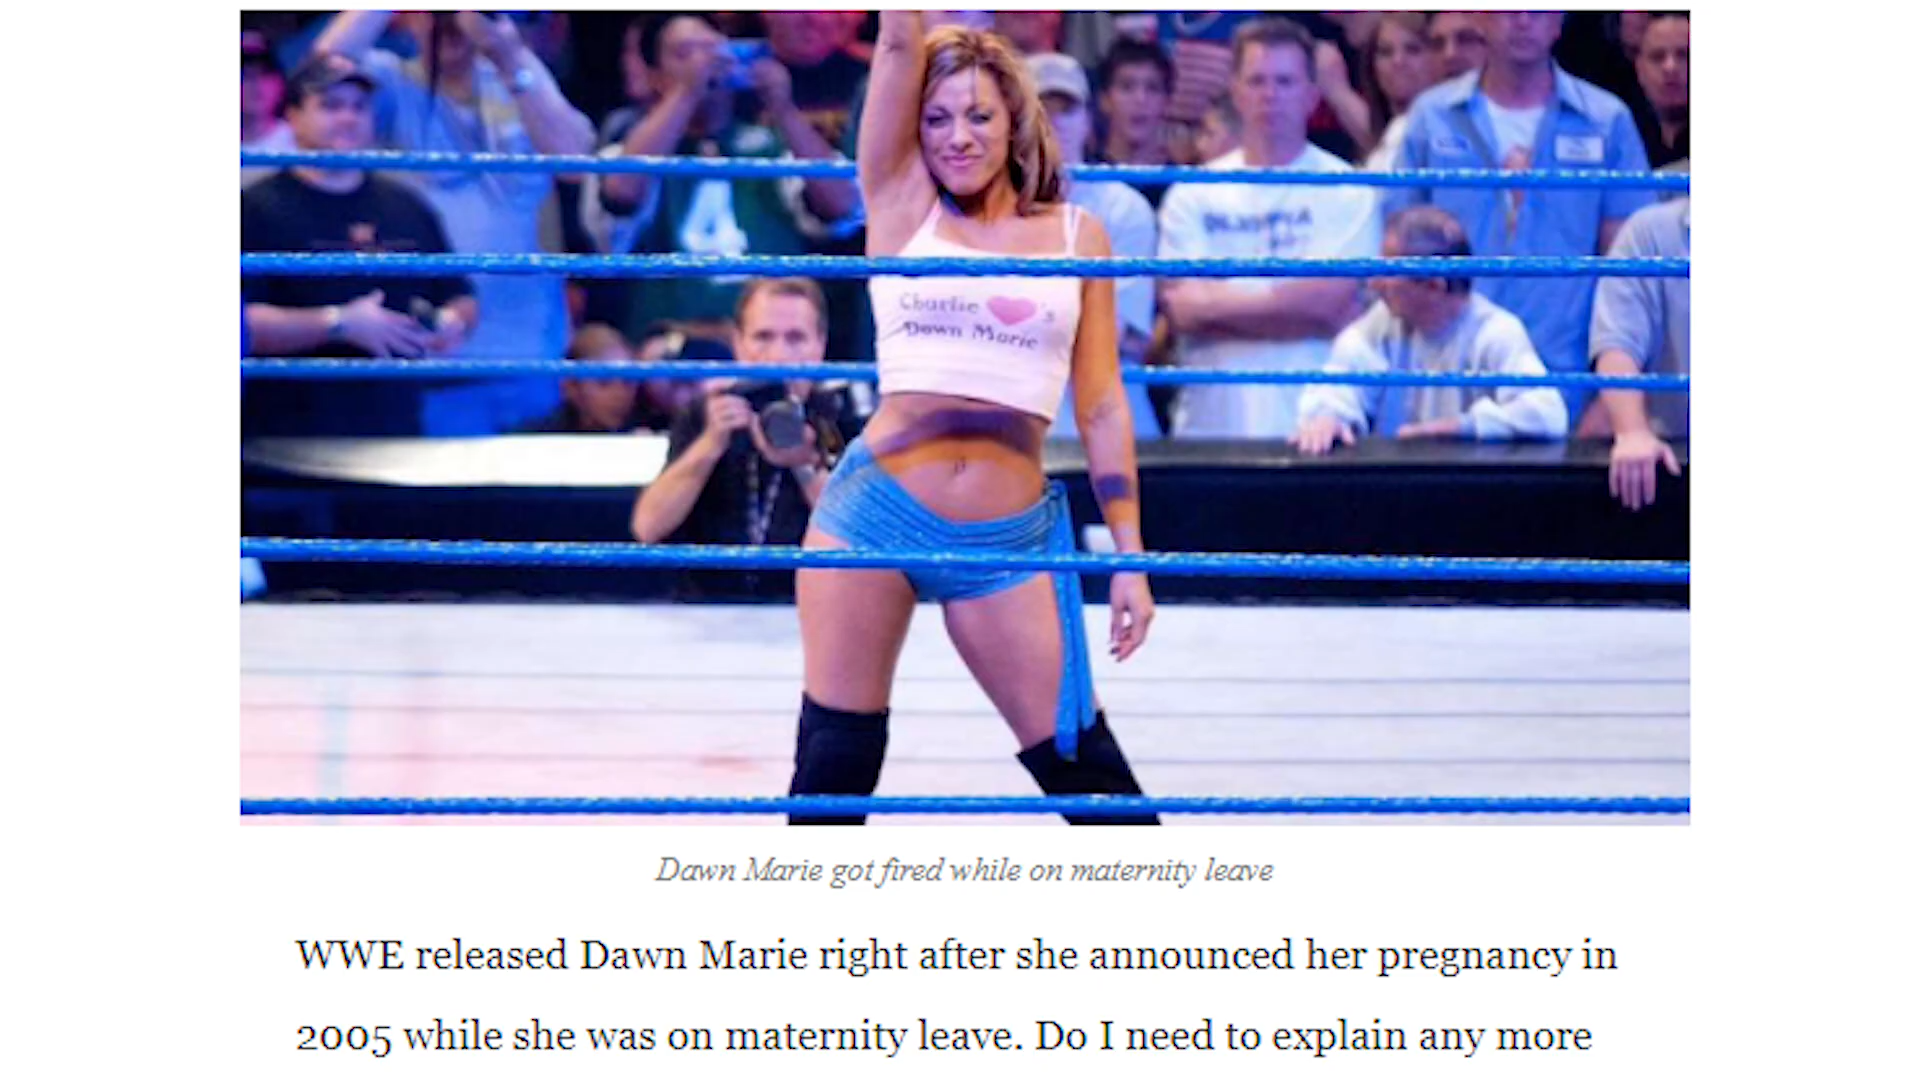 Charlie ♥'s
Dawn Marie
Dawn Marie got fired while on maternity leave
WWE released Dawn Marie right after she announced her pregnancy in
2005 while she was on maternity leave. Do I need to explain any more